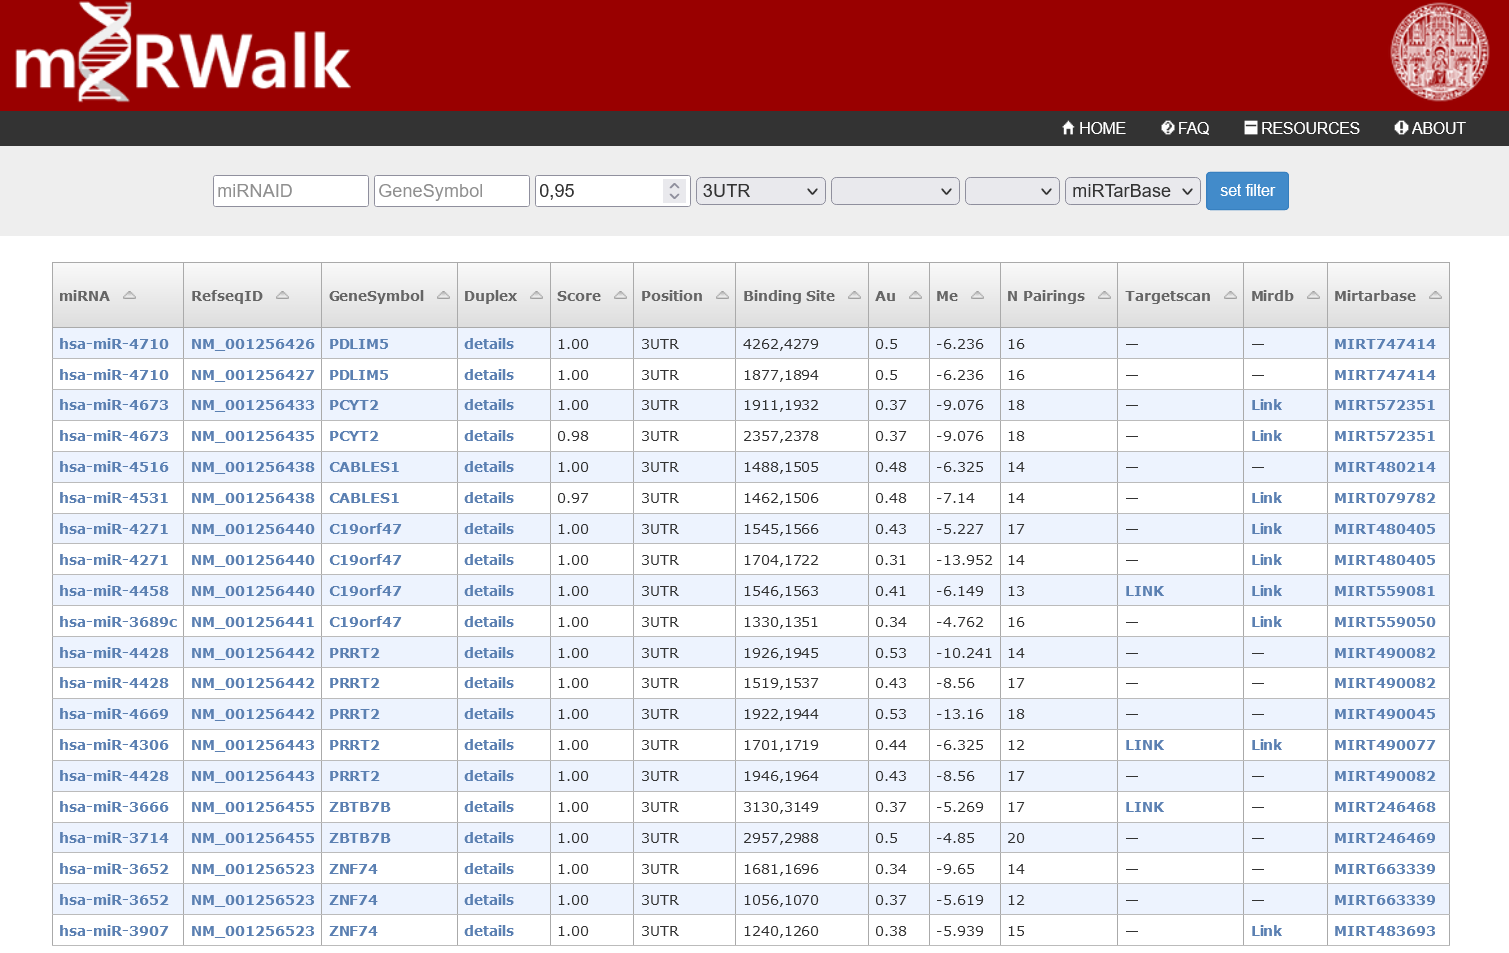 miRWalk
HOME FAQ RESOURCES ABOUT
miRNAID GeneSymbol 0,95 3UTR miRTarBase set filter
miRNA RefseqID GeneSymbol Duplex Score Position Binding Site Au Me N Pairings Targetscan Mirdb Mirtarbase
hsa-miR-4710 NM_001256426 PDLIM5 details 1.00 3UTR 4262,4279 0.5 -6.236 16 — — MIRT747414
hsa-miR-4710 NM_001256427 PDLIM5 details 1.00 3UTR 1877,1894 0.5 -6.236 16 — — MIRT747414
hsa-miR-4673 NM_001256433 PCYT2 details 1.00 3UTR 1911,1932 0.37 -9.076 18 — Link MIRT572351
hsa-miR-4673 NM_001256435 PCYT2 details 0.98 3UTR 2357,2378 0.37 -9.076 18 — Link MIRT572351
hsa-miR-4516 NM_001256438 CABLES1 details 1.00 3UTR 1488,1505 0.48 -6.325 14 — — MIRT480214
hsa-miR-4531 NM_001256438 CABLES1 details 0.97 3UTR 1462,1506 0.48 -7.14 14 — Link MIRT079782
hsa-miR-4271 NM_001256440 C19orf47 details 1.00 3UTR 1545,1566 0.43 -5.227 17 — Link MIRT480405
hsa-miR-4271 NM_001256440 C19orf47 details 1.00 3UTR 1704,1722 0.31 -13.952 14 — Link MIRT480405
hsa-miR-4458 NM_001256440 C19orf47 details 1.00 3UTR 1546,1563 0.41 -6.149 13 LINK Link MIRT559081
hsa-miR-3689c NM_001256441 C19orf47 details 1.00 3UTR 1330,1351 0.34 -4.762 16 — Link MIRT559050
hsa-miR-4428 NM_001256442 PRRT2 details 1.00 3UTR 1926,1945 0.53 -10.241 14 — — MIRT490082
hsa-miR-4428 NM_001256442 PRRT2 details 1.00 3UTR 1519,1537 0.43 -8.56 17 — — MIRT490082
hsa-miR-4669 NM_001256442 PRRT2 details 1.00 3UTR 1922,1944 0.53 -13.16 18 — — MIRT490045
hsa-miR-4306 NM_001256443 PRRT2 details 1.00 3UTR 1701,1719 0.44 -6.325 12 LINK Link MIRT490077
hsa-miR-4428 NM_001256443 PRRT2 details 1.00 3UTR 1946,1964 0.43 -8.56 17 — — MIRT490082
hsa-miR-3666 NM_001256455 ZBTB7B details 1.00 3UTR 3130,3149 0.37 -5.269 17 LINK — MIRT246468
hsa-miR-3714 NM_001256455 ZBTB7B details 1.00 3UTR 2957,2988 0.5 -4.85 20 — — MIRT246469
hsa-miR-3652 NM_001256523 ZNF74 details 1.00 3UTR 1681,1696 0.34 -9.65 14 — — MIRT663339
hsa-miR-3652 NM_001256523 ZNF74 details 1.00 3UTR 1056,1070 0.37 -5.619 12 — — MIRT663339
hsa-miR-3907 NM_001256523 ZNF74 details 1.00 3UTR 1240,1260 0.38 -5.939 15 — Link MIRT483693